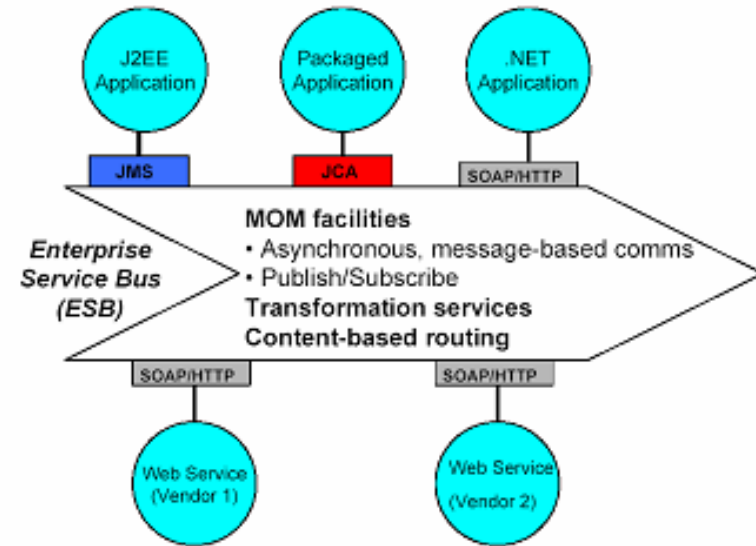 J2EE
Application
Packaged
Application
.NET
Application
JMS
JCA
SOAP/HTTP
Enterprise
Service Bus
(ESB)
MOM facilities
• Asynchronous, message-based comms
• Publish/Subscribe
Transformation services
Content-based routing
SOAP/HTTP
SOAP/HTTP
Web Service
(Vendor 1)
Web Service
(Vendor 2)